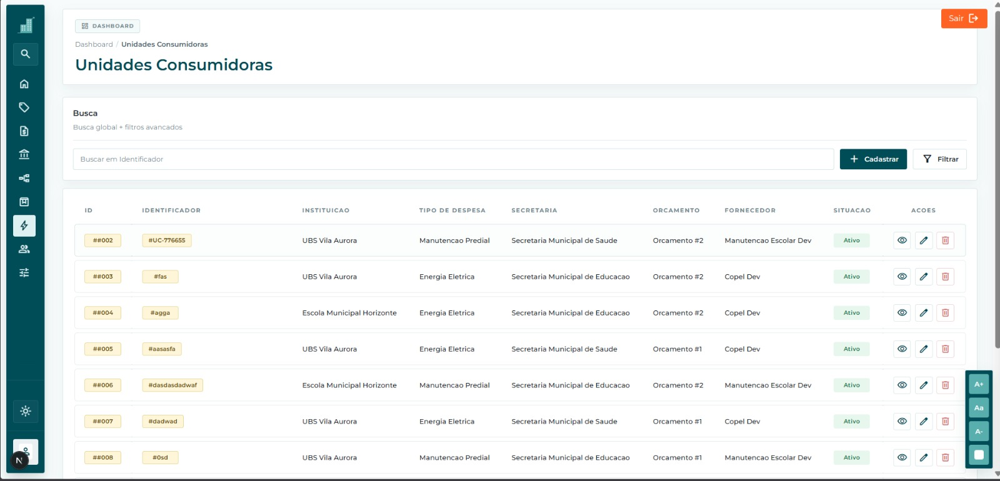 Sair
DASHBOARD
Dashboard / Unidades Consumidoras
Unidades Consumidoras
Busca
Busca global + filtros avancados
Buscar em Identificador
Cadastrar
Filtrar
ID IDENTIFICADOR INSTITUICAO TIPO DE DESPESA SECRETARIA ORCAMENTO FORNECEDOR SITUACAO ACOES
##002 #UC-776655 UBS Vila Aurora Manutencao Predial Secretaria Municipal de Saude Orcamento #2 Manutencao Escolar Dev Ativo
##003 #fas UBS Vila Aurora Energia Eletrica Secretaria Municipal de Educacao Orcamento #2 Copel Dev Ativo
##004 #agga Escola Municipal Horizonte Energia Eletrica Secretaria Municipal de Educacao Orcamento #2 Copel Dev Ativo
##005 #aasasfa UBS Vila Aurora Energia Eletrica Secretaria Municipal de Saude Orcamento #1 Copel Dev Ativo
##006 #dasdasdadwaf Escola Municipal Horizonte Manutencao Predial Secretaria Municipal de Educacao Orcamento #2 Manutencao Escolar Dev Ativo
##007 #dadwad UBS Vila Aurora Energia Eletrica Secretaria Municipal de Saude Orcamento #1 Copel Dev Ativo
##008 #0sd UBS Vila Aurora Manutencao Predial Secretaria Municipal de Educacao Orcamento #1 Manutencao Escolar Dev Ativo
A+
Aa
A-
N